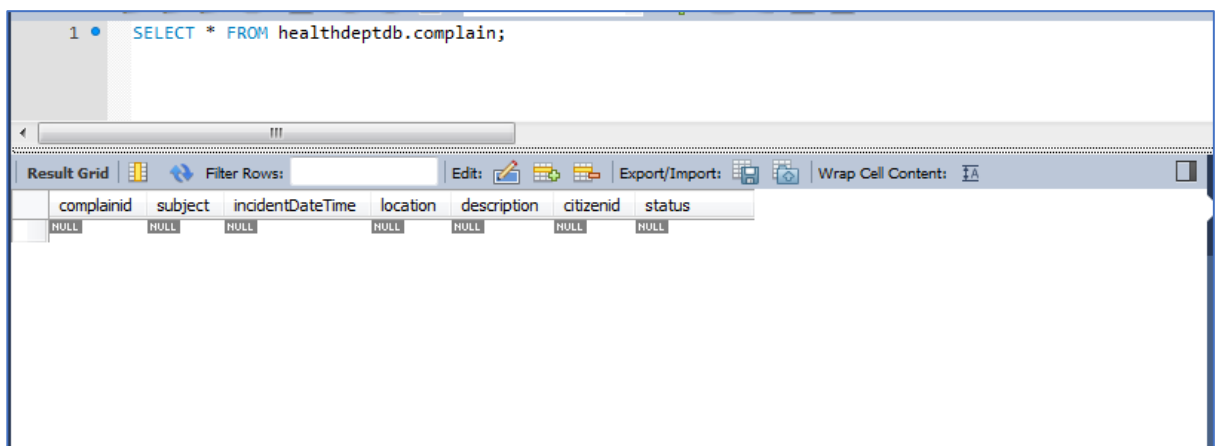 1 SELECT * FROM healthdeptdb.complain;
Result Grid Filter Rows: Edit: Export/Import: Wrap Cell Content: IA
complainid subject incidentDateTime location description citizenid status
NULL NULL NULL NULL NULL NULL NULL